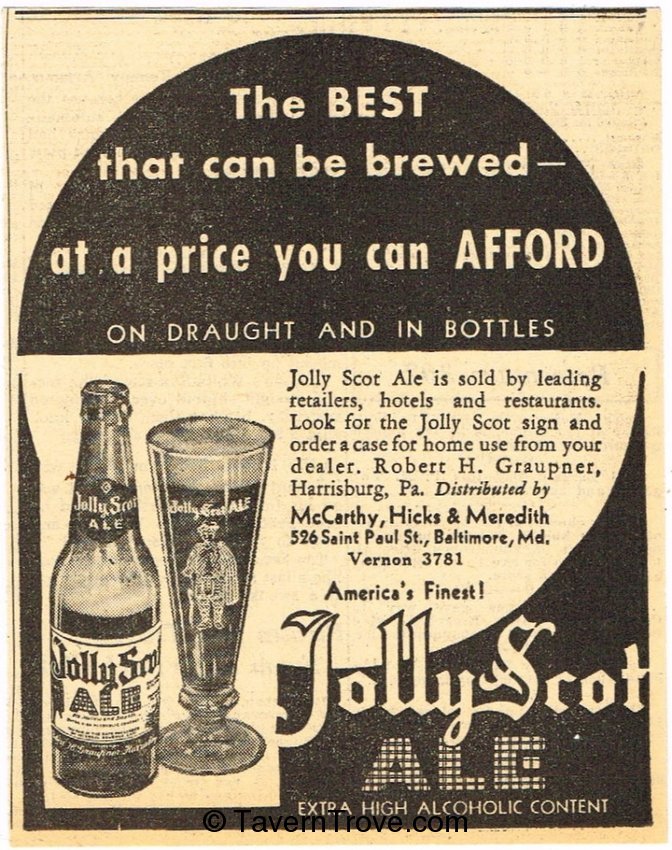 The BEST
that can be brewed—
at a price you can AFFORD
ON DRAUGHT AND IN BOTTLES
Jolly Scot Ale is sold by leading
retailers, hotels and restaurants.
Look for the Jolly Scot sign and
order a case for home use from your
dealer. Robert H. Graupner,
Harrisburg, Pa. Distributed by
McCarthy, Hicks & Meredith
526 Saint Paul St., Baltimore, Md.
Vernon 3781
America's Finest!
Jolly Scot
ALE
EXTRA HIGH ALCOHOLIC CONTENT
Jolly Scot
ALE
Jolly Scot ALE
Jolly Scot
ALE
© TavernTrove.com